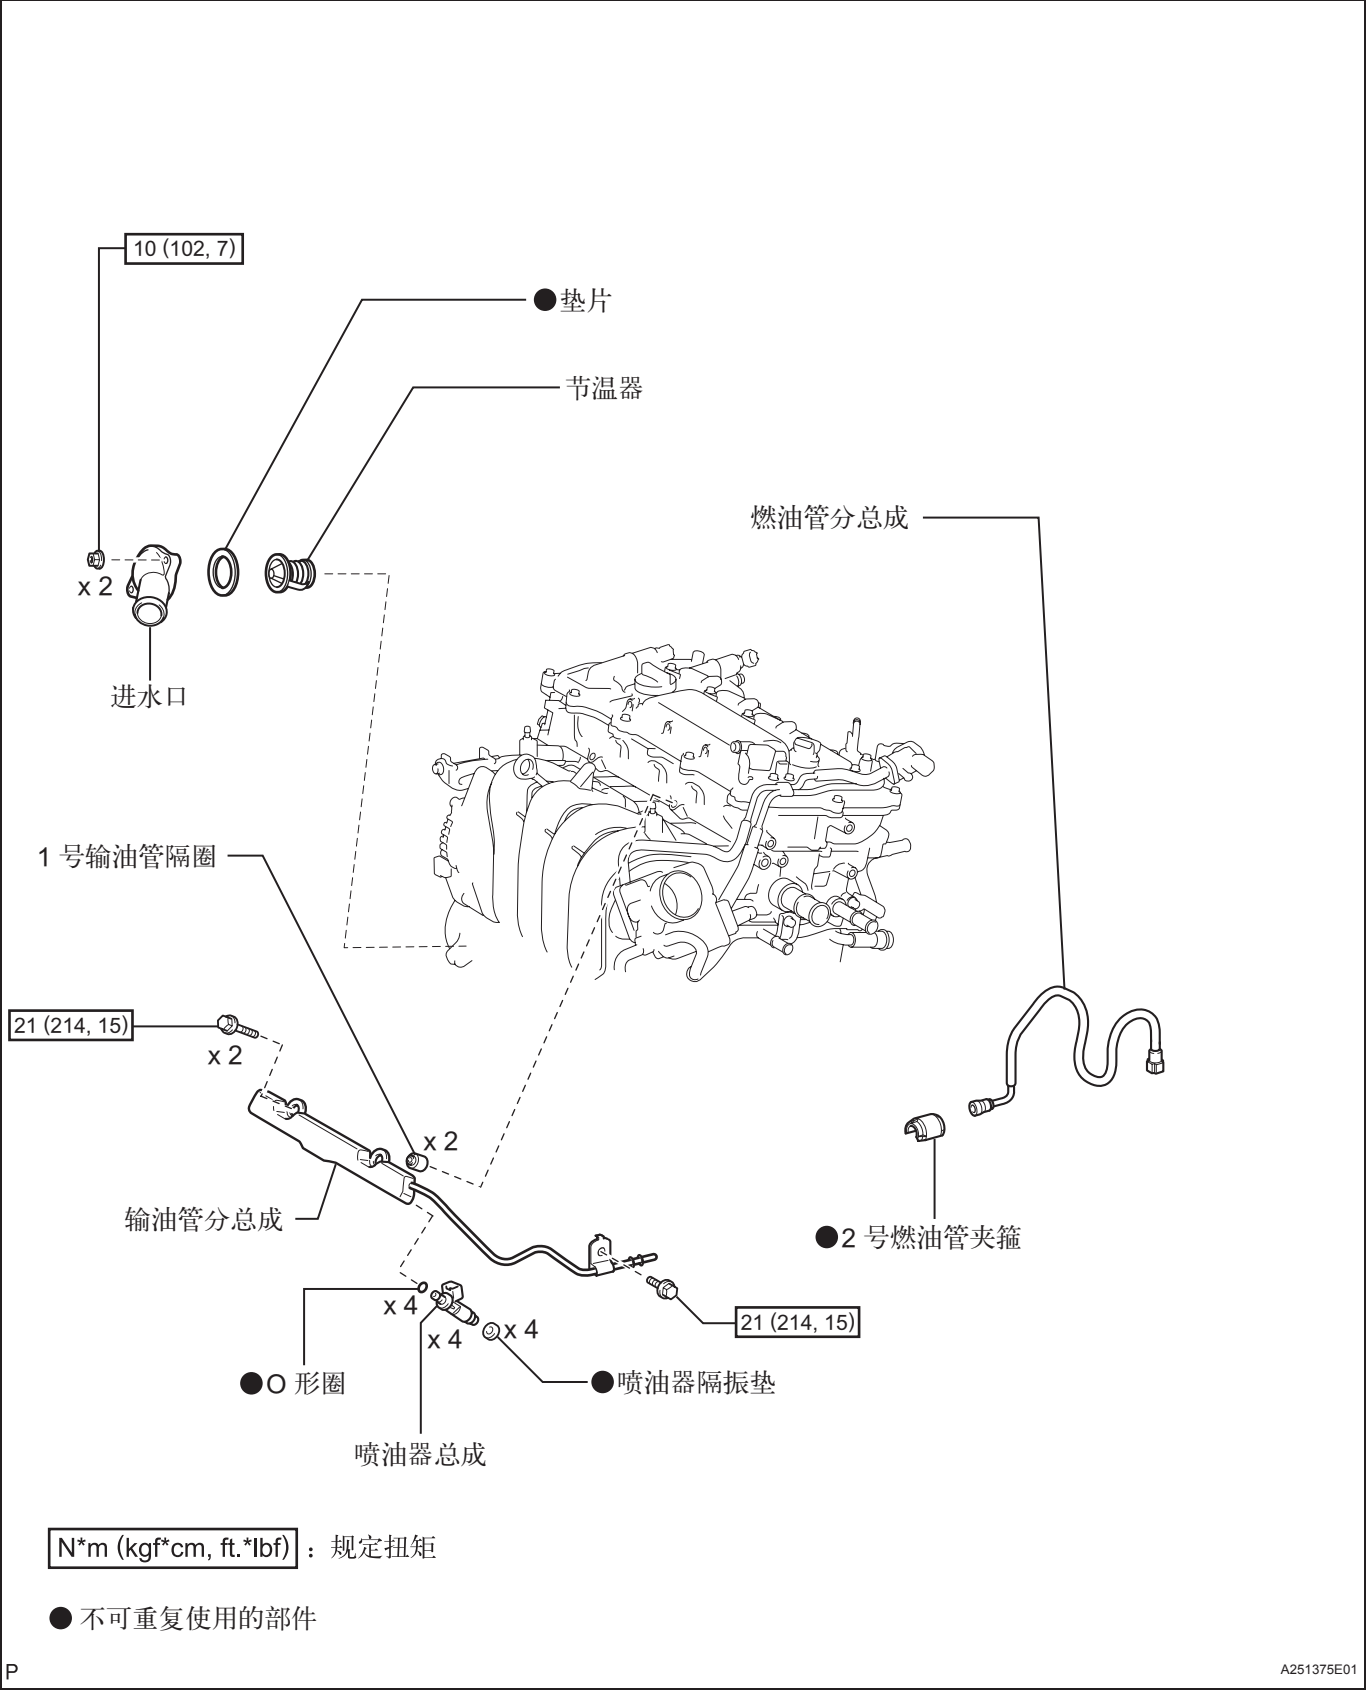 10 (102, 7)
●垫片
节温器
燃油管分总成
x 2
进水口
1 号输油管隔圈
21 (214, 15)
x 2
x 2
输油管分总成
●2 号燃油管夹箍
x 4
x 4
x 4
21 (214, 15)
●O 形圈
●喷油器隔振垫
喷油器总成
N*m (kgf*cm, ft.*lbf) : 规定扭矩
● 不可重复使用的部件
P
A251375E01